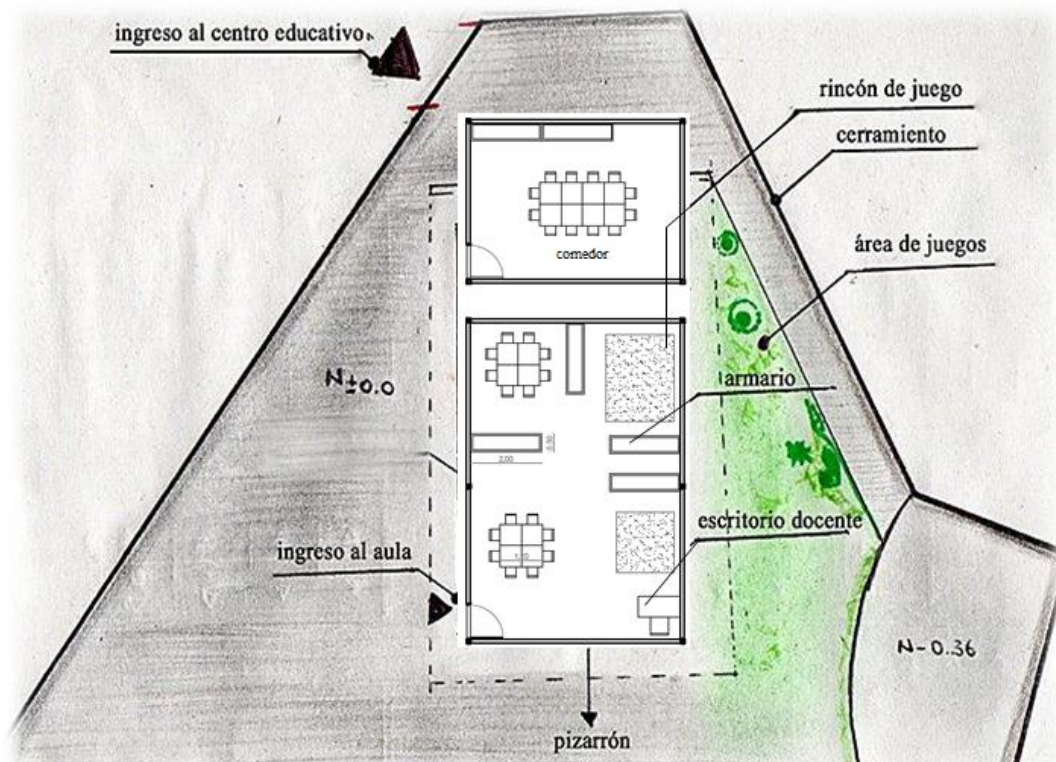 ingreso al centro educativo
rincón de juego
cerramiento
área de juegos
comedor
N±0.0
armario
0,50
2,00
escritorio docente
ingreso al aula
N-0.36
pizarrón